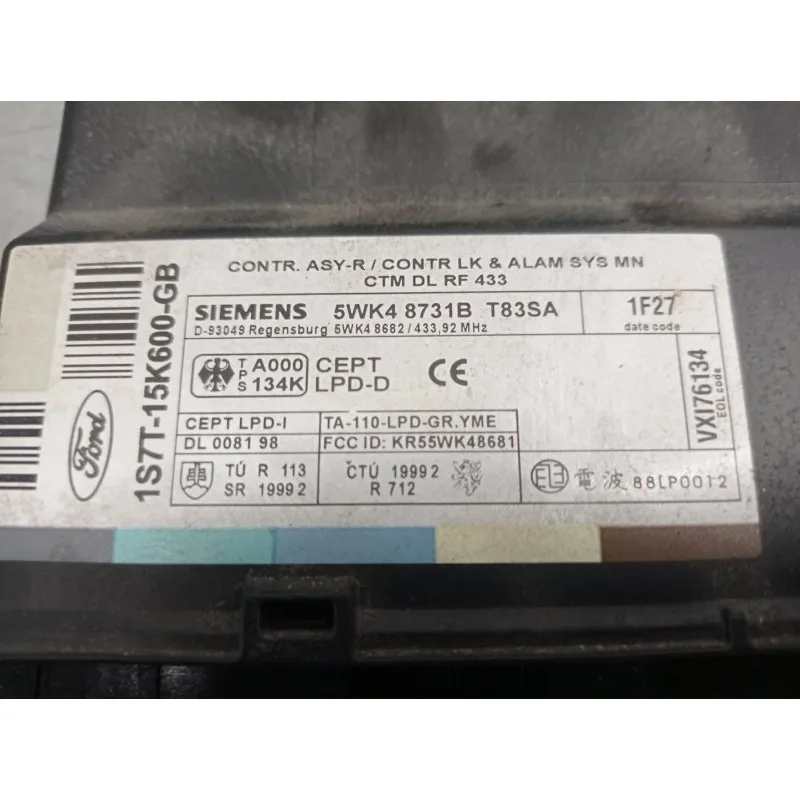 CONTR. ASY-R / CONTR LK & ALAM SYS MN
CTM DL RF 433
SIEMENS 5WK4 8731B T83SA
D-93049 Regensburg 5WK4 8682 / 433,92 MHz
1F27
date code
TPS A000 134K
CEPT
LPD-D
CE
CEPT LPD-I
DL 0081 98
TA-110-LPD-GR.YME
FCC ID: KR55WK48681
TÚ R 113
SR 1999 2
ČTÚ 1999 2
R 712
電波 88LP0012
VXI76134
EOL code
Ford
1S7T-15K600-GB